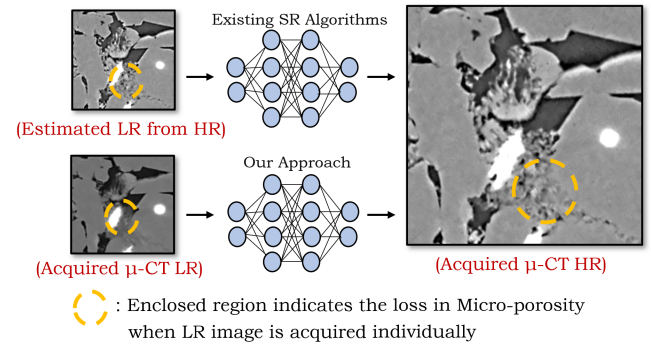 Existing SR Algorithms
(Estimated LR from HR)
Our Approach
(Acquired µ-CT LR)
(Acquired µ-CT HR)
: Enclosed region indicates the loss in Micro-porosity
when LR image is acquired individually